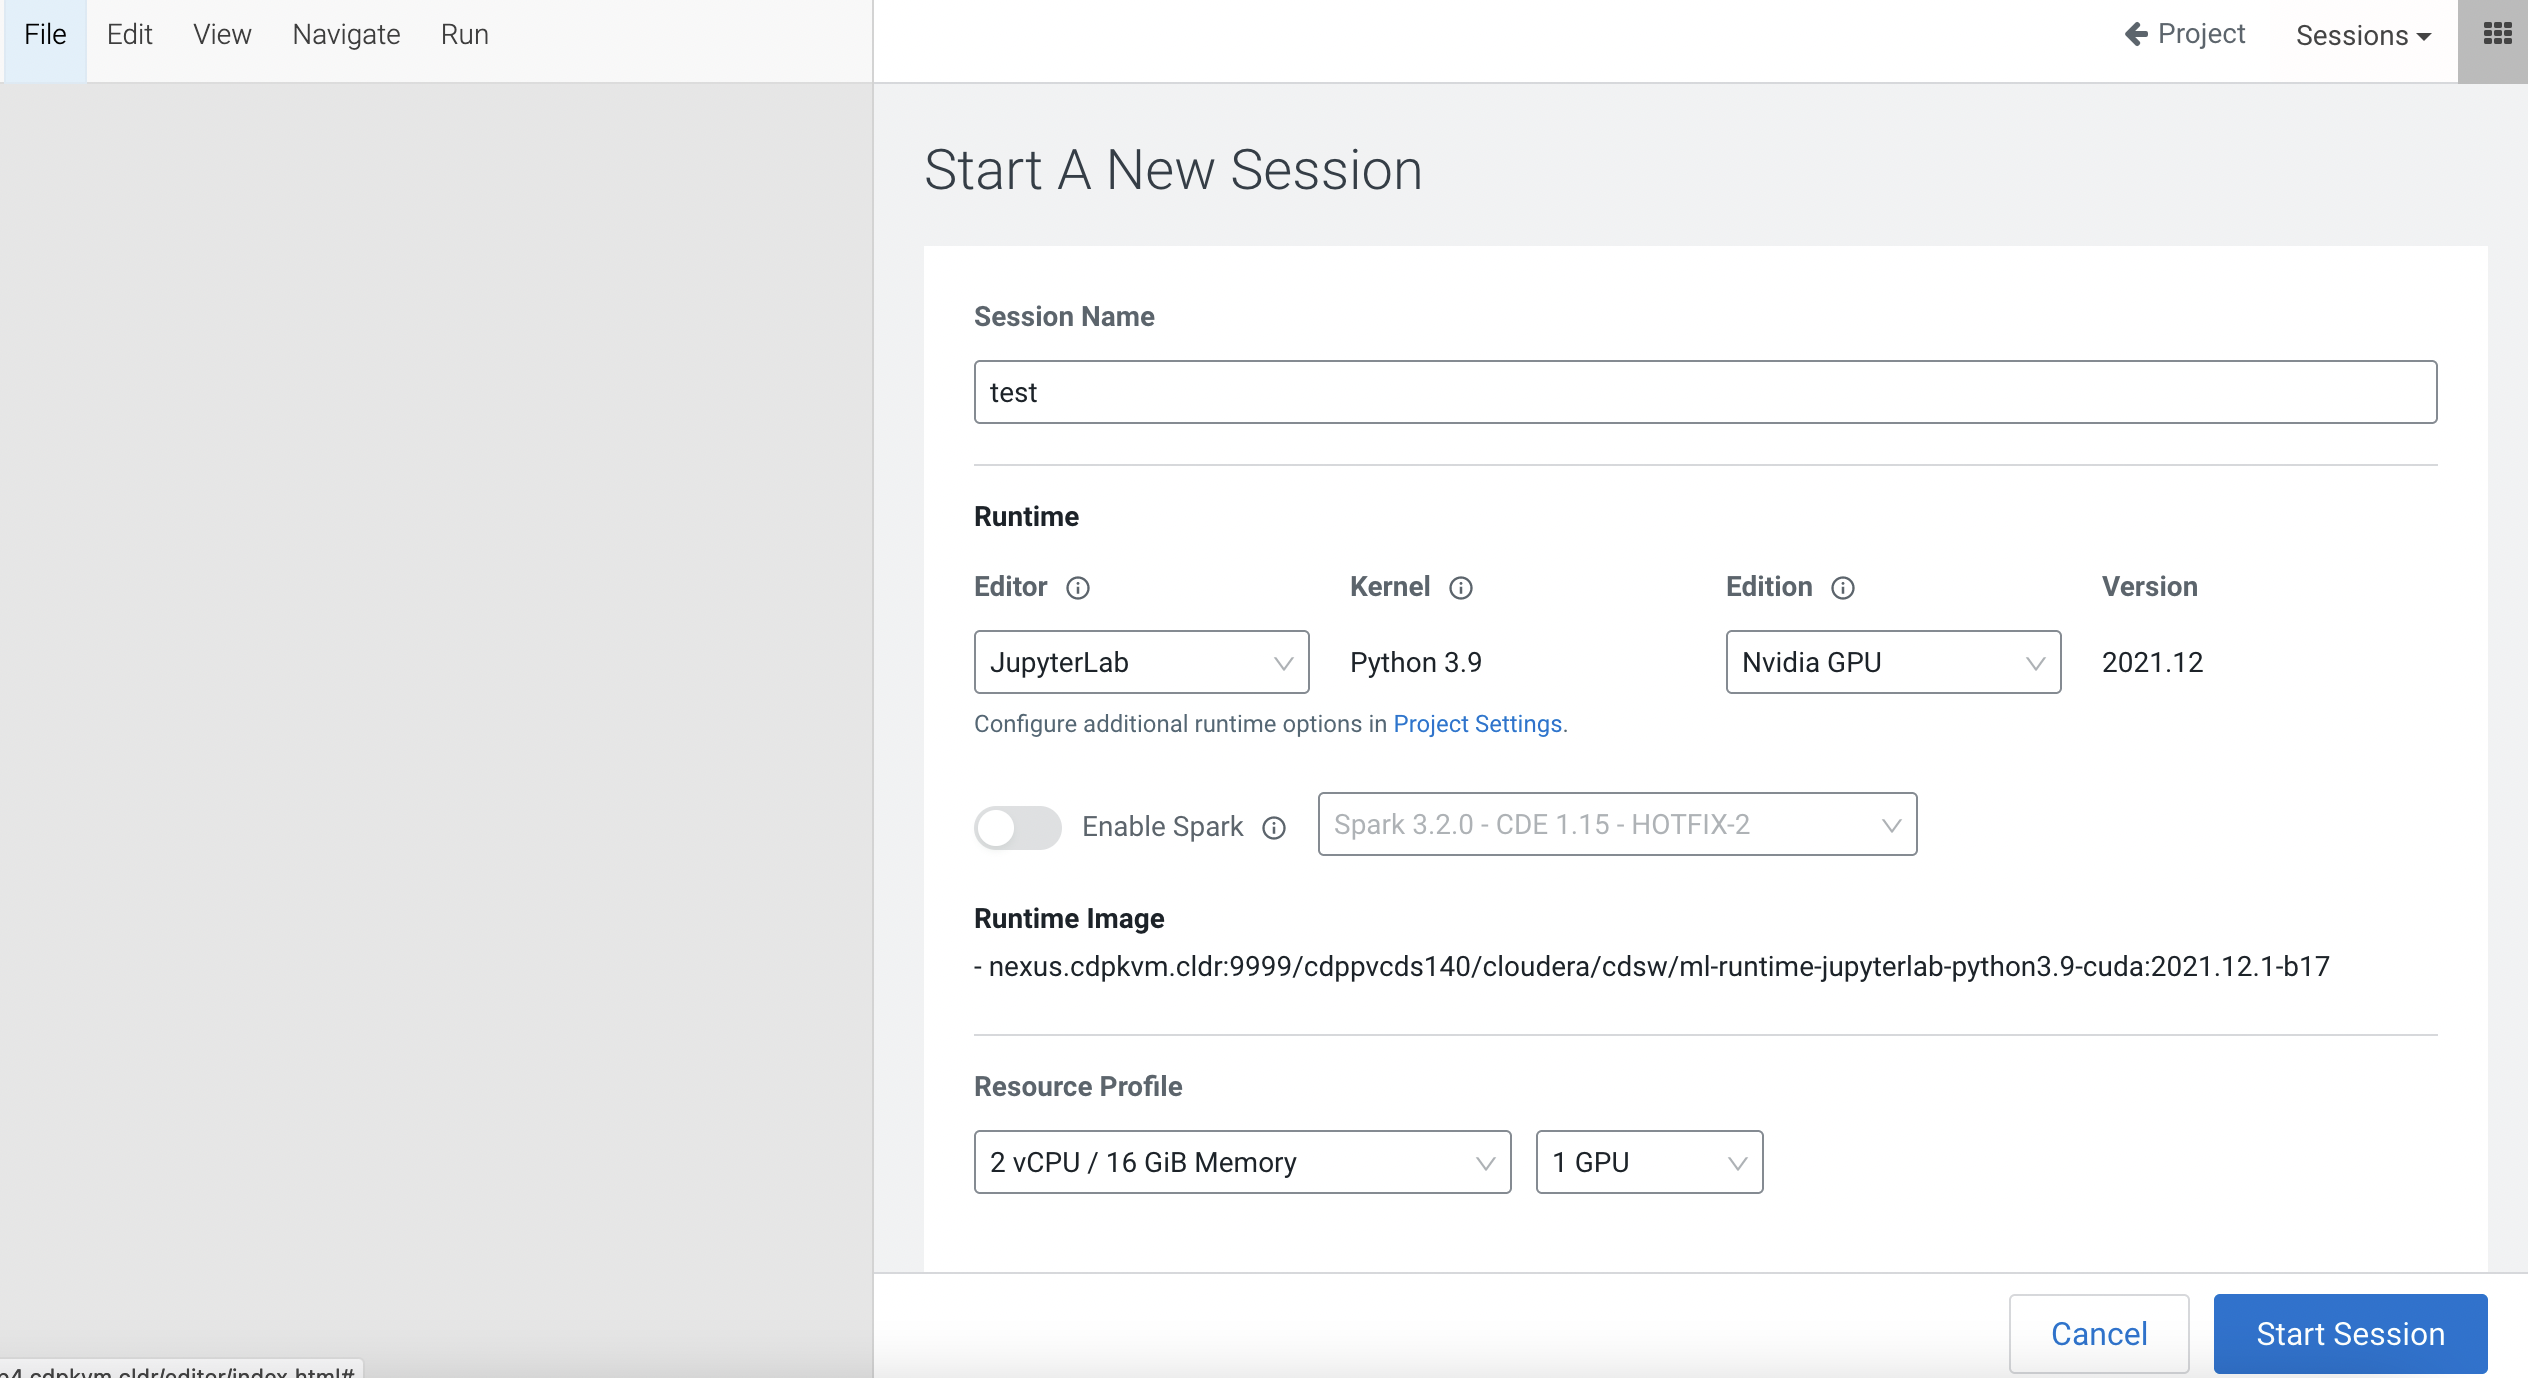 File Edit View Navigate Run
Project Sessions
Start A New Session
Session Name
test
Runtime
Editor Kernel Edition Version
JupyterLab Python 3.9 Nvidia GPU 2021.12
Configure additional runtime options in Project Settings.
Enable Spark Spark 3.2.0 - CDE 1.15 - HOTFIX-2
Runtime Image
- nexus.cdpkvm.cldr:9999/cdppvcds140/cloudera/cdsw/ml-runtime-jupyterlab-python3.9-cuda:2021.12.1-b17
Resource Profile
2 vCPU / 16 GiB Memory 1 GPU
Cancel Start Session
cdpkvm.cldr/editor/index.html#